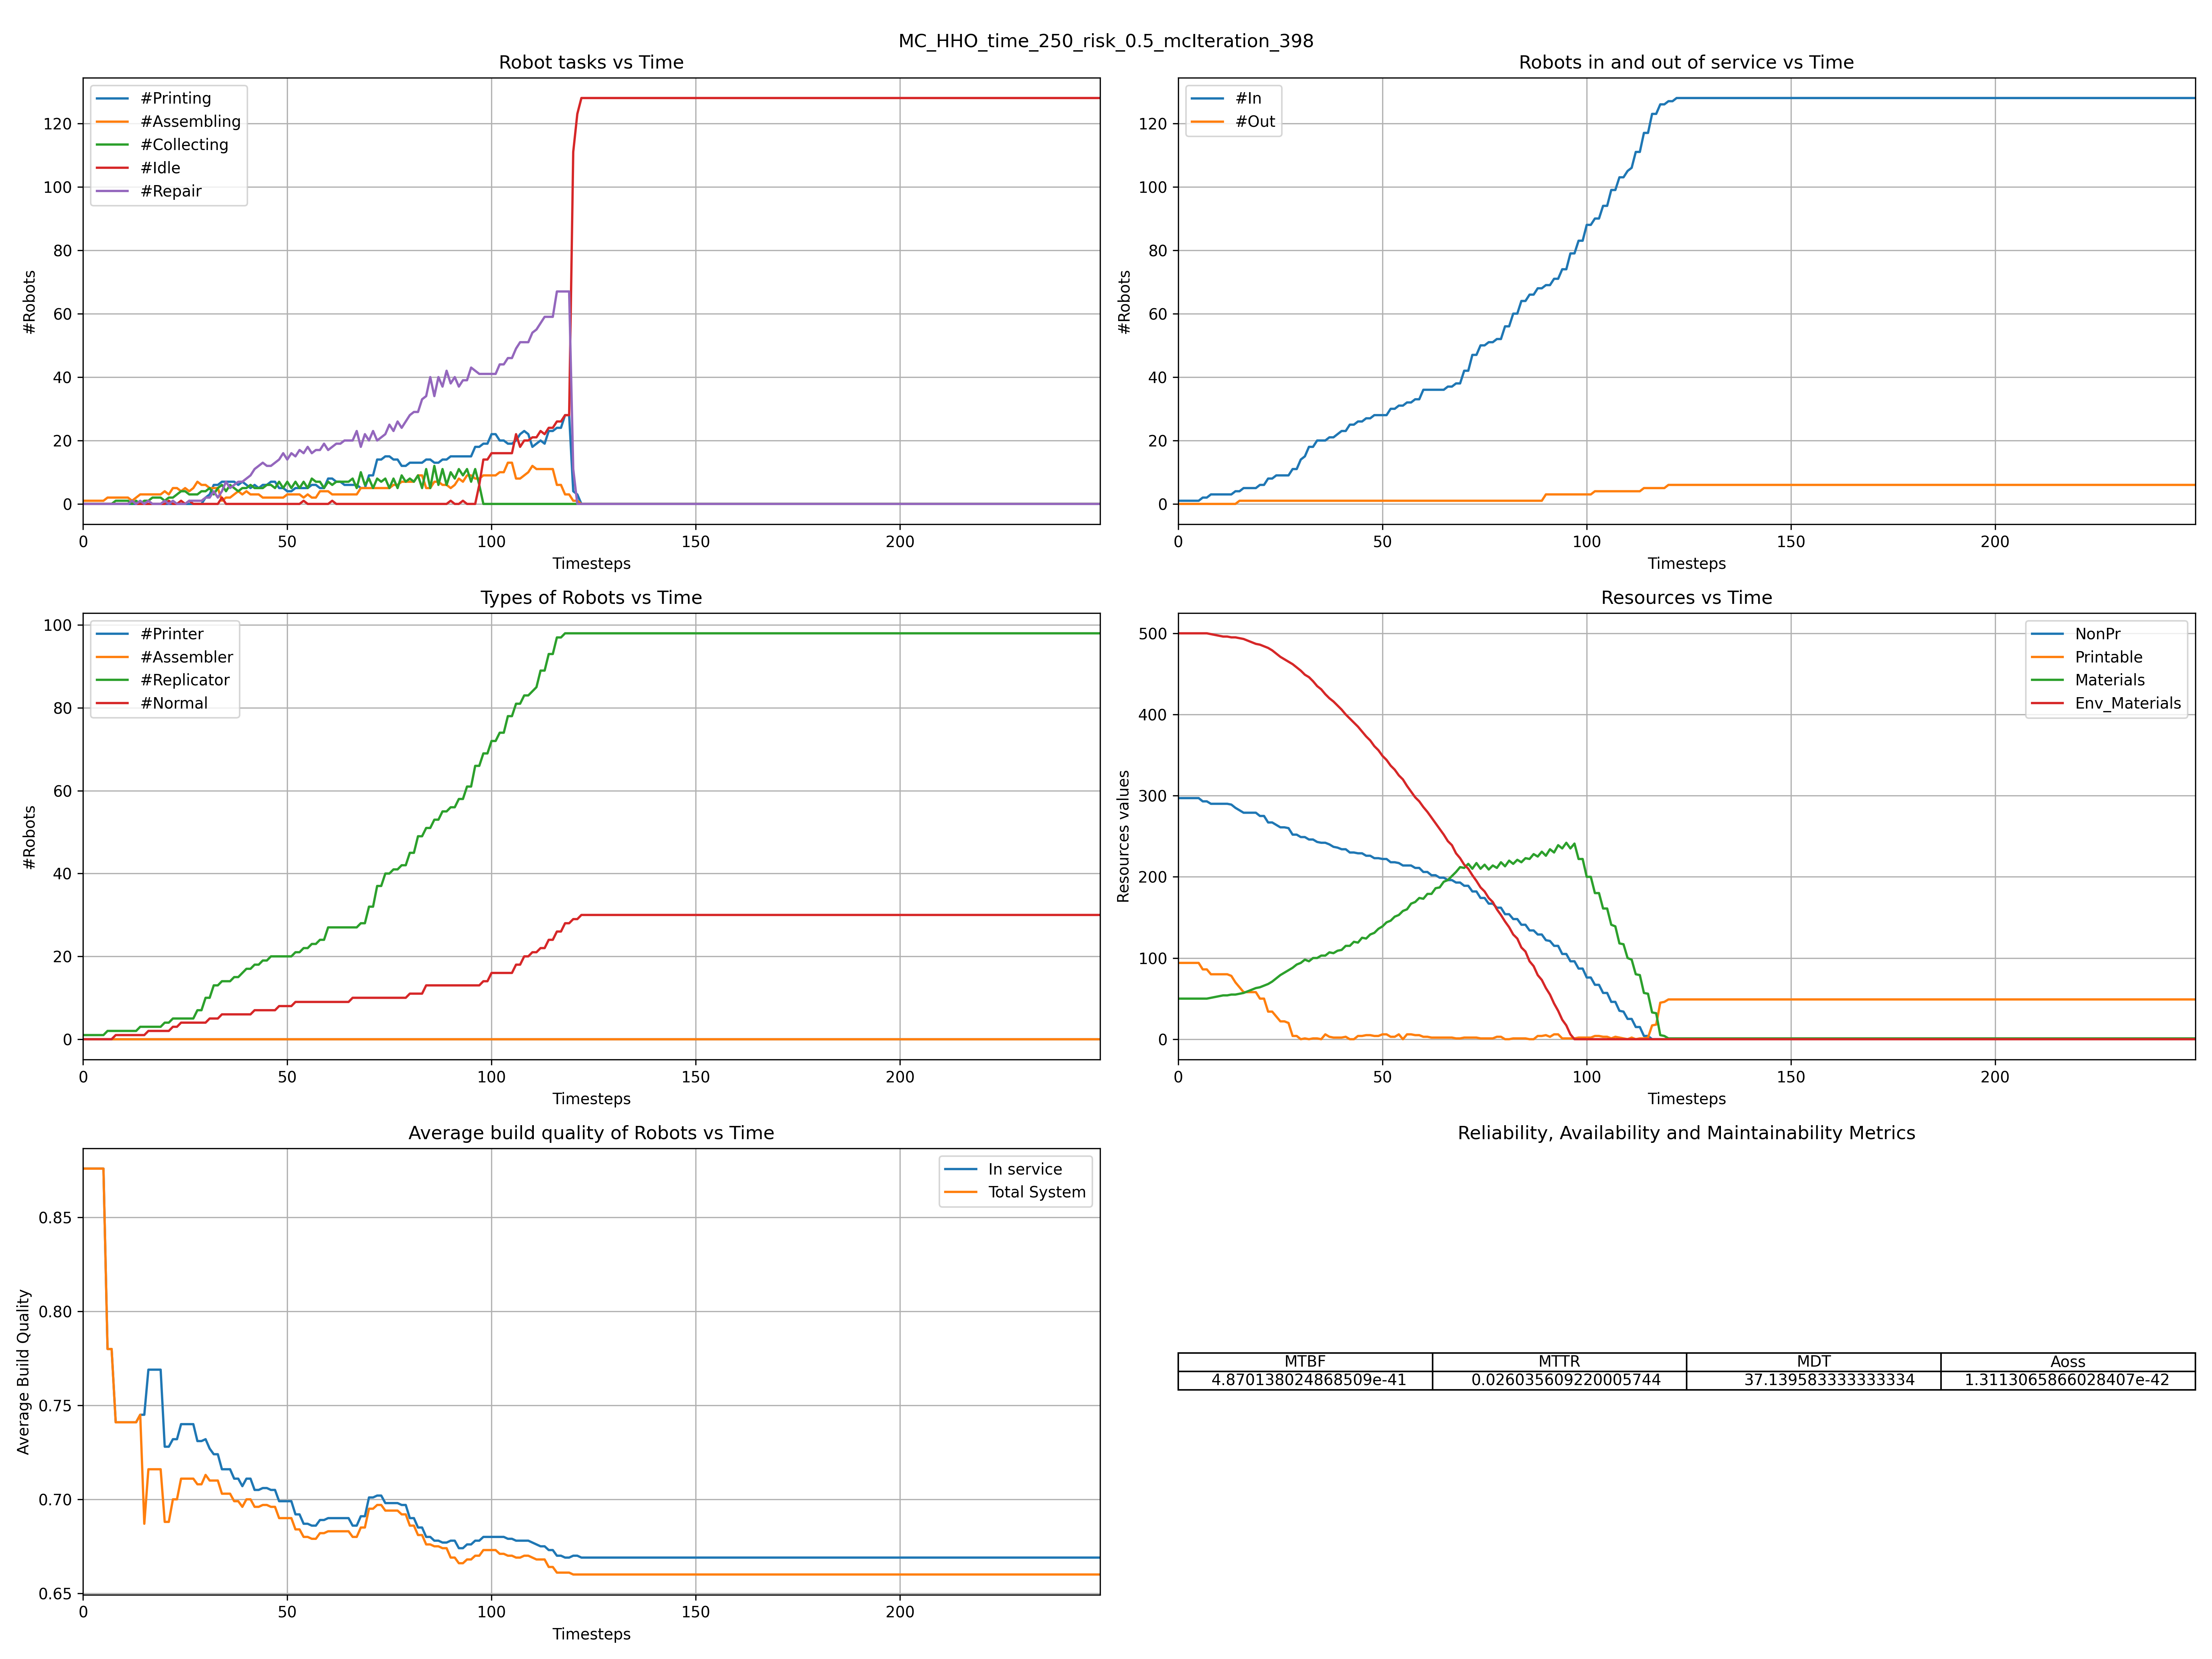 MC_HHO_time_250_risk_0.5_mcIteration_398
Robot tasks vs Time
#Printing
#Assembling
#Collecting
#Idle
#Repair
#Robots
120
100
80
60
40
20
0
0 50 100 150 200
Timesteps
Robots in and out of service vs Time
#In
#Out
#Robots
120
100
80
60
40
20
0
0 50 100 150 200
Timesteps
Types of Robots vs Time
#Printer
#Assembler
#Replicator
#Normal
#Robots
100
80
60
40
20
0
0 50 100 150 200
Timesteps
Resources vs Time
NonPr
Printable
Materials
Env_Materials
Resources values
500
400
300
200
100
0
0 50 100 150 200
Timesteps
Average build quality of Robots vs Time
In service
Total System
Average Build Quality
0.85
0.80
0.75
0.70
0.65
0 50 100 150 200
Timesteps
Reliability, Availability and Maintainability Metrics
MTBF MTTR MDT Aoss
4.870138024868509e-41 0.026035609220005744 37.139583333333334 1.3113065866028407e-42